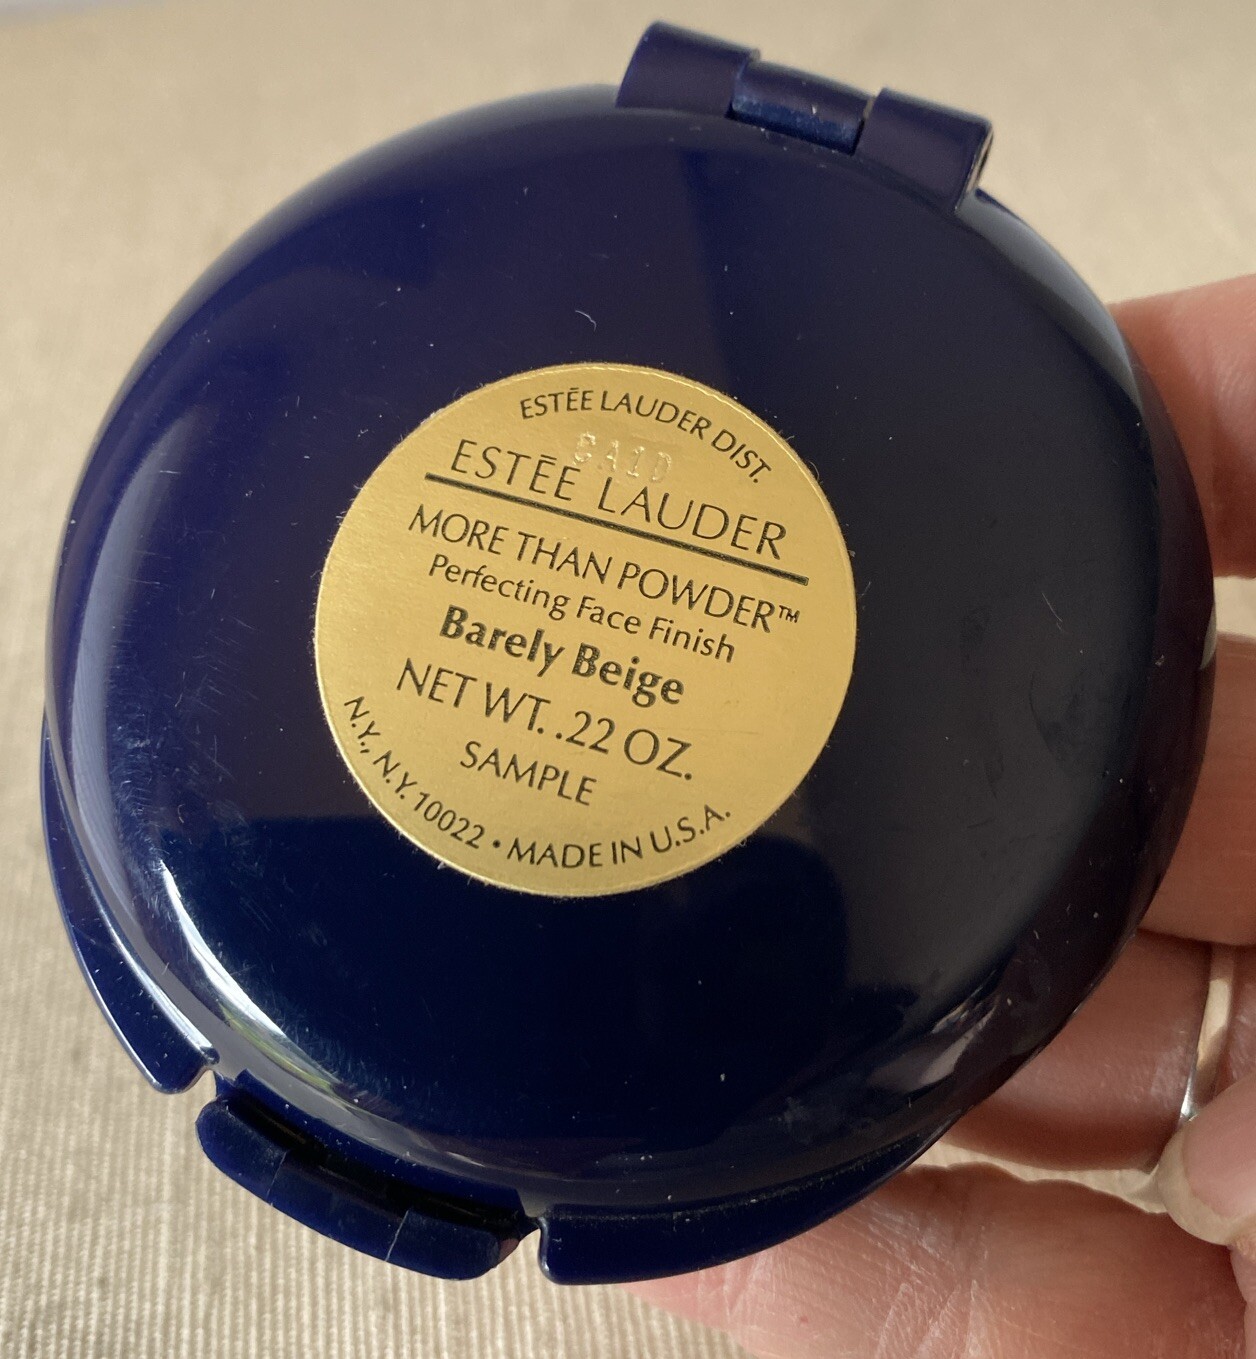 ESTĒE LAUDER DIST.
ESTĒE LAUDER
MORE THAN POWDER™
Perfecting Face Finish
Barely Beige
NET WT. .22 OZ.
SAMPLE
N.Y., N.Y. 10022 • MADE IN U.S.A.